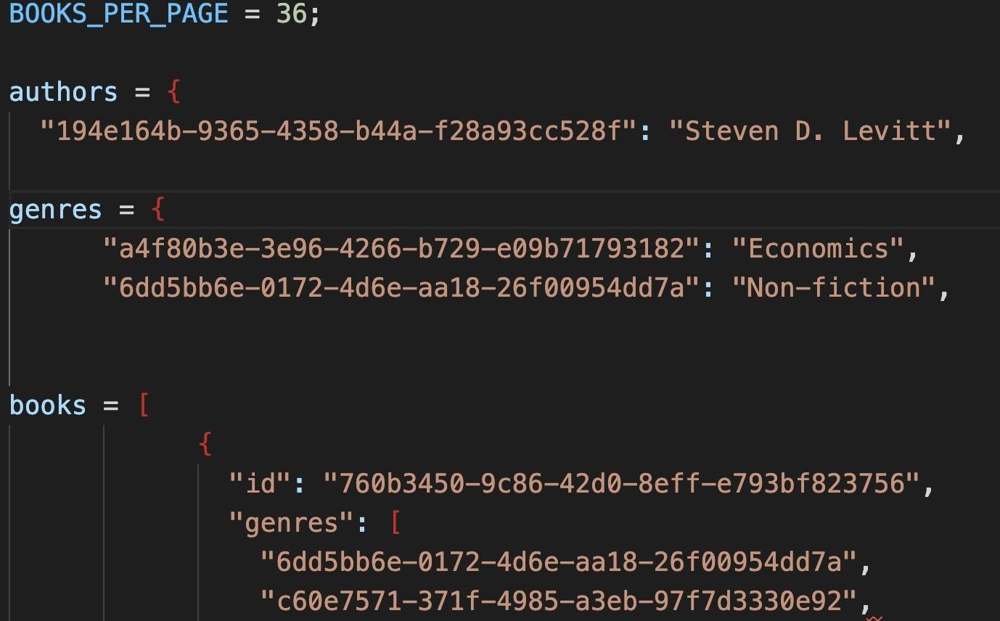 BOOKS_PER_PAGE = 36;
authors = {
"194e164b-9365-4358-b44a-f28a93cc528f": "Steven D. Levitt",
genres = {
"a4f80b3e-3e96-4266-b729-e09b71793182": "Economics",
"6dd5bb6e-0172-4d6e-aa18-26f00954dd7a": "Non-fiction",
books = [
{
"id": "760b3450-9c86-42d0-8eff-e793bf823756",
"genres": [
"6dd5bb6e-0172-4d6e-aa18-26f00954dd7a",
"c60e7571-371f-4985-a3eb-97f7d3330e92",